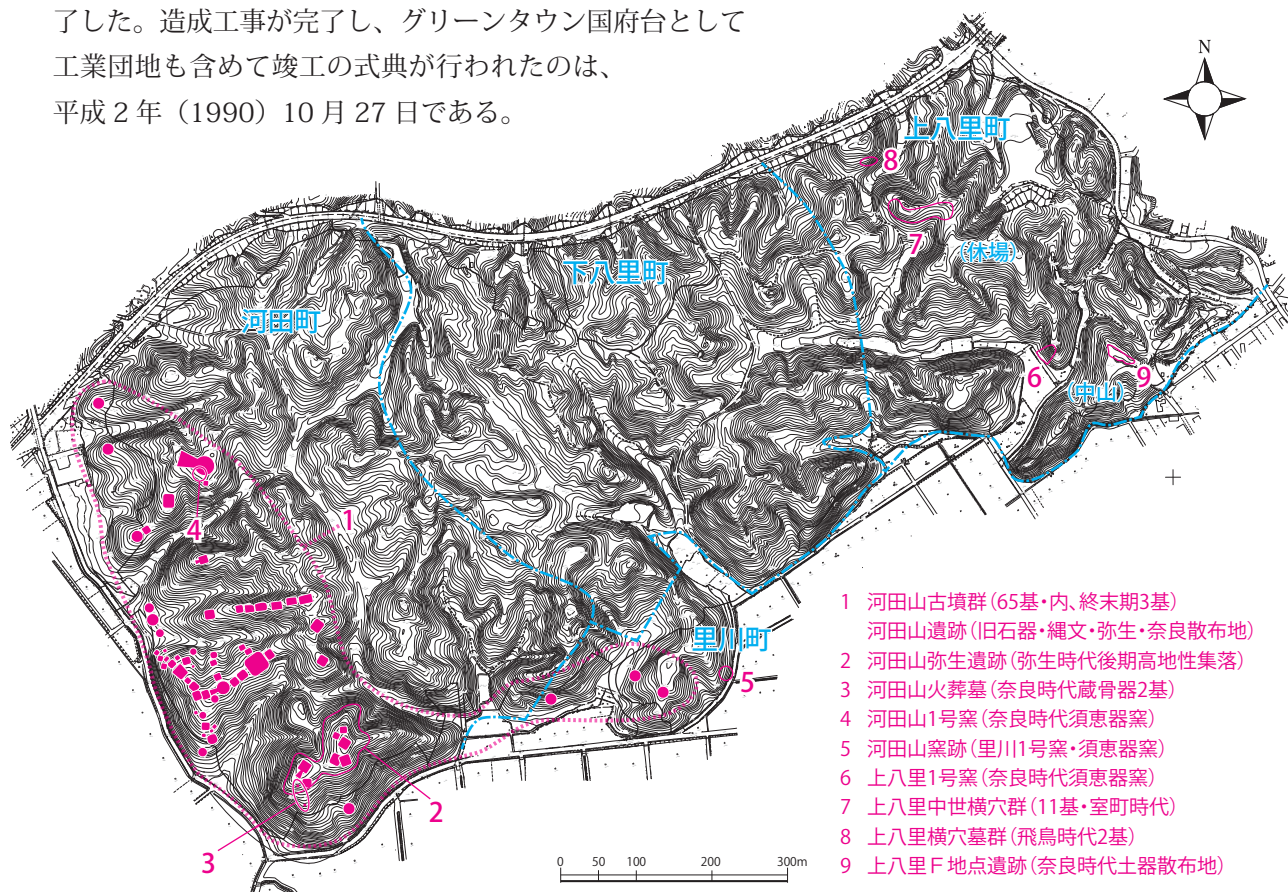 了した。造成工事が完了し、グリーンタウン国府台として
工業団地も含めて竣工の式典が行われたのは、
平成2年（1990）10月27日である。
N
上八里町
8
7
(休場)
下八里町
河田町
6
9
(中山)
4
1
里川町
5
2
3
0 50 100 200 300m
1 河田山古墳群(65基・内、終末期3基)
河田山遺跡(旧石器・縄文・弥生・奈良散布地)
2 河田山弥生遺跡(弥生時代後期高地性集落)
3 河田山火葬墓(奈良時代蔵骨器2基)
4 河田山1号窯(奈良時代須恵器窯)
5 河田山窯跡(里川1号窯・須恵器窯)
6 上八里1号窯(奈良時代須恵器窯)
7 上八里中世横穴群(11基・室町時代)
8 上八里横穴墓群(飛鳥時代2基)
9 上八里F地点遺跡(奈良時代土器散布地)